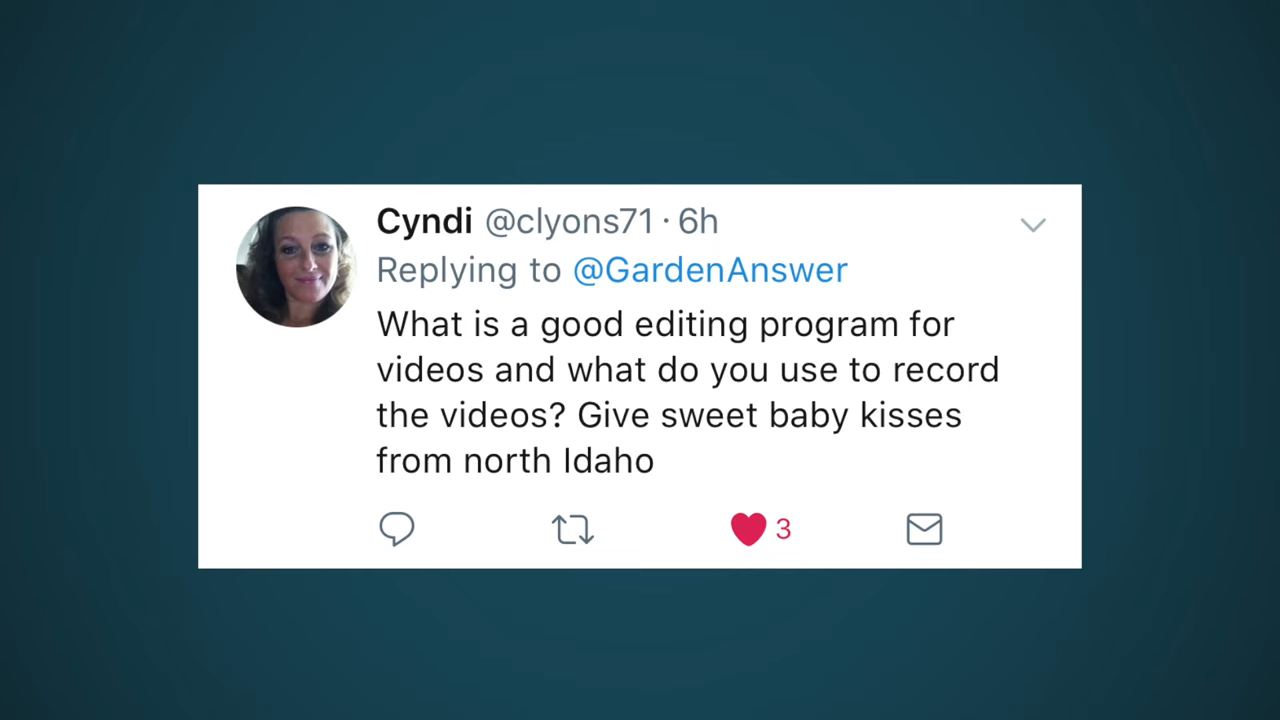 Cyndi @clyons71 · 6h
Replying to @GardenAnswer
What is a good editing program for
videos and what do you use to record
the videos? Give sweet baby kisses
from north Idaho
3